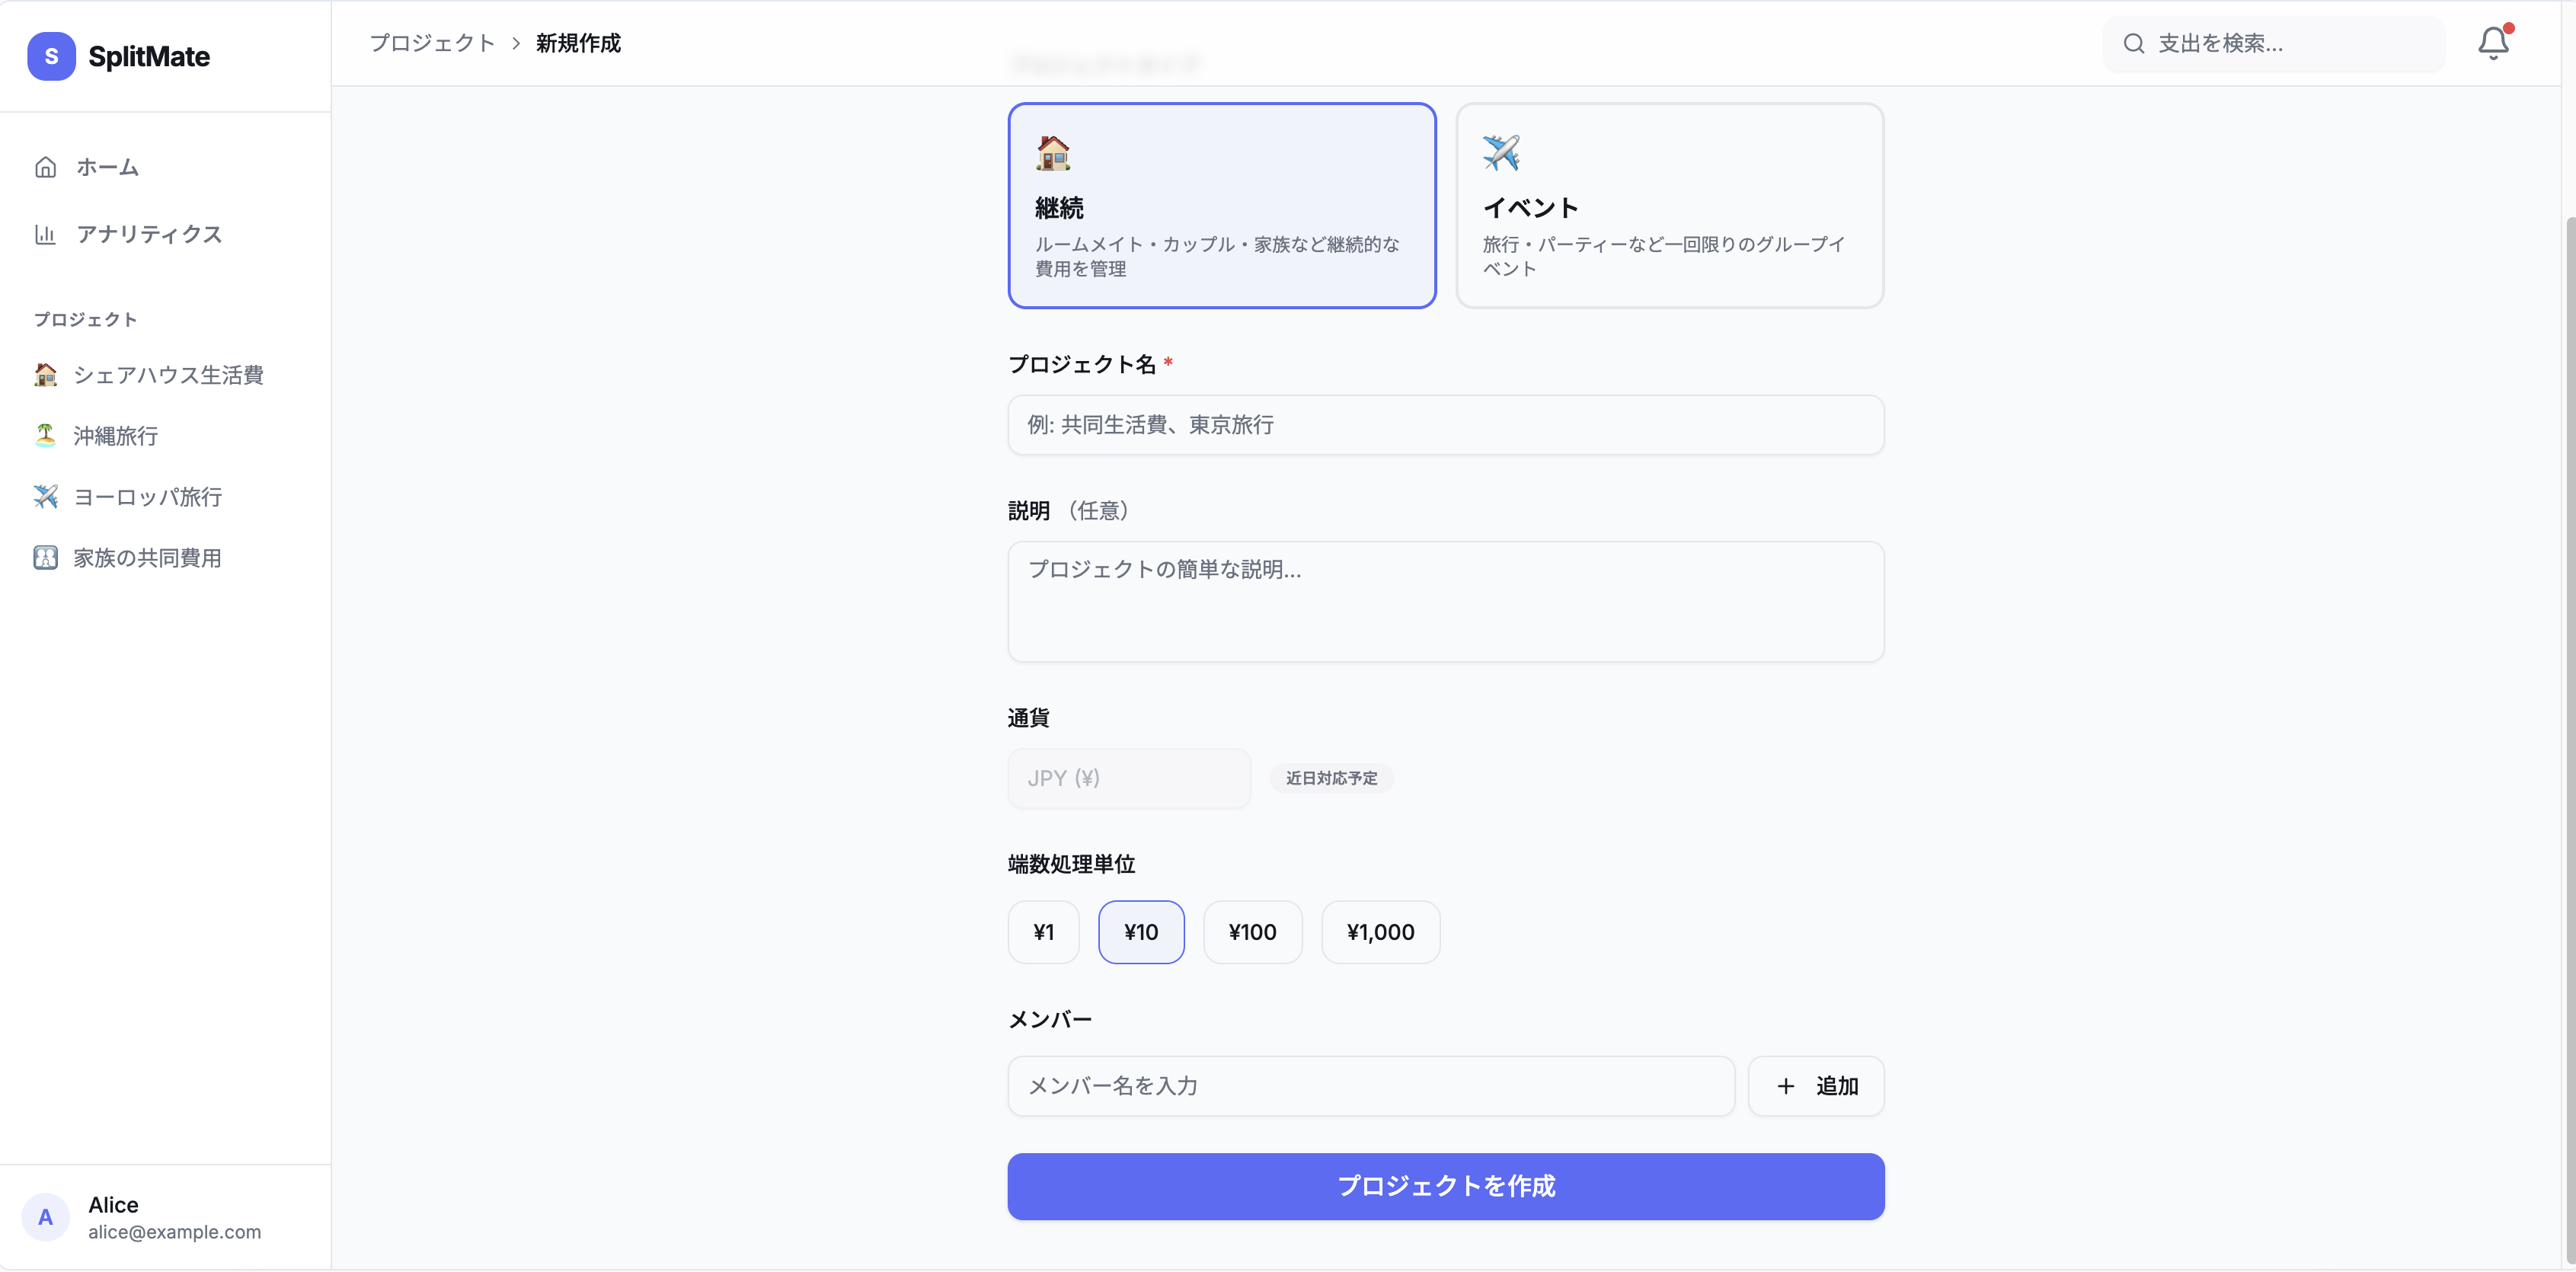 S SplitMate
ホーム
アナリティクス
プロジェクト
シェアハウス生活費
沖縄旅行
ヨーロッパ旅行
家族の共同費用
A Alice
alice@example.com
プロジェクト > 新規作成
支出を検索...
継続
ルームメイト・カップル・家族など継続的な
費用を管理
イベント
旅行・パーティーなど一回限りのグループイ
ベント
プロジェクト名 *
例: 共同生活費、東京旅行
説明 （任意）
プロジェクトの簡単な説明...
通貨
JPY (¥) 近日対応予定
端数処理単位
¥1 ¥10 ¥100 ¥1,000
メンバー
メンバー名を入力 + 追加
プロジェクトを作成